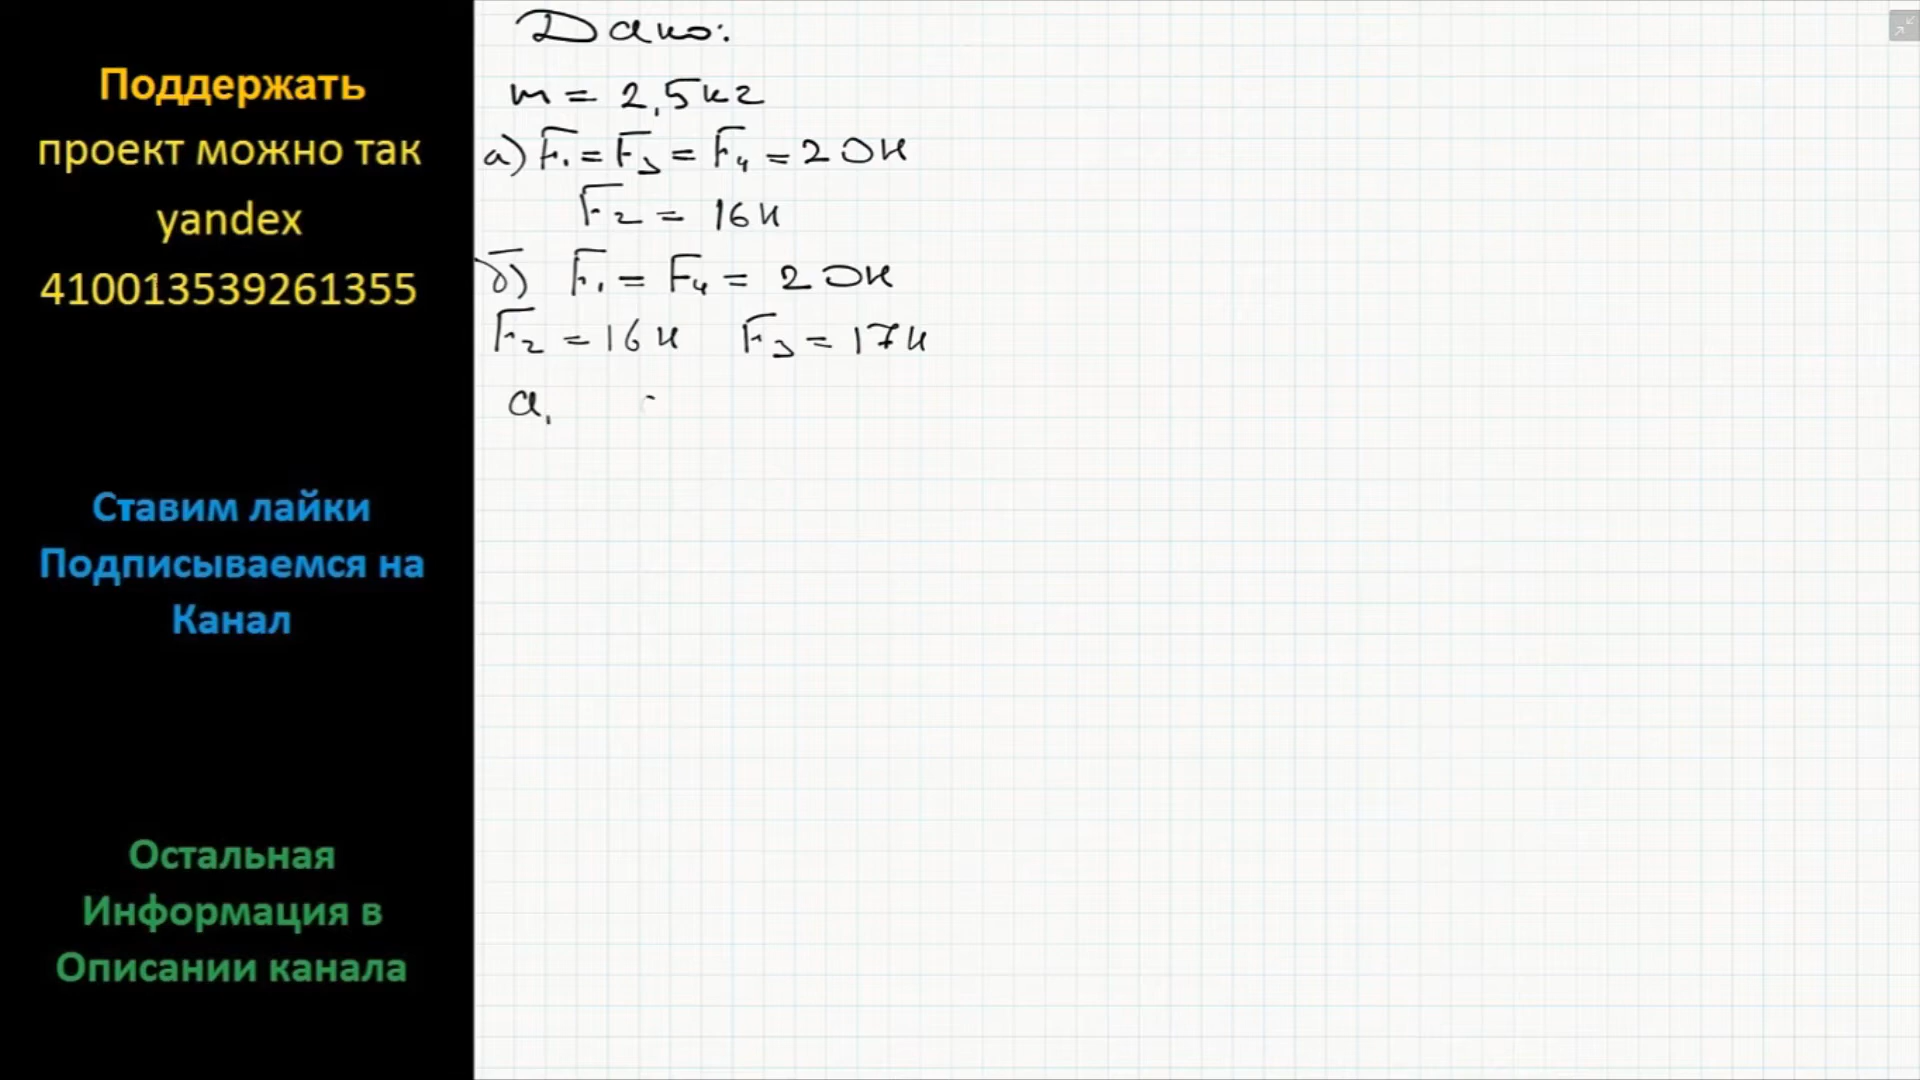 Поддержать
проект можно так
yandex
410013539261355
Ставим лайки
Подписываемся на
Канал
Остальная
Информация в
Описании канала
Дано:
m = 2,5кг
а) F₁ = F₃ = F₄ = 20н
F₂ = 16н
б) F₁ = F₄ = 20н
F₂ = 16н F₃ = 17н
a₁